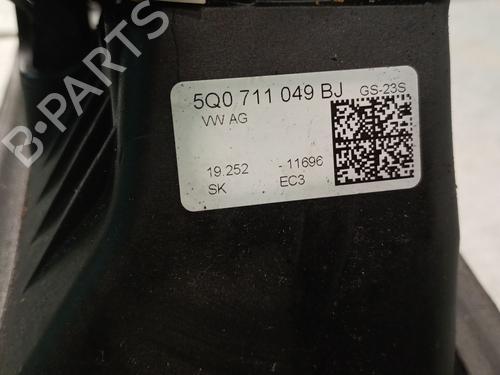 B-PARTS
5Q0 711 049 BJ GS-23S
VW AG
19.252 - 11696
SK EC3